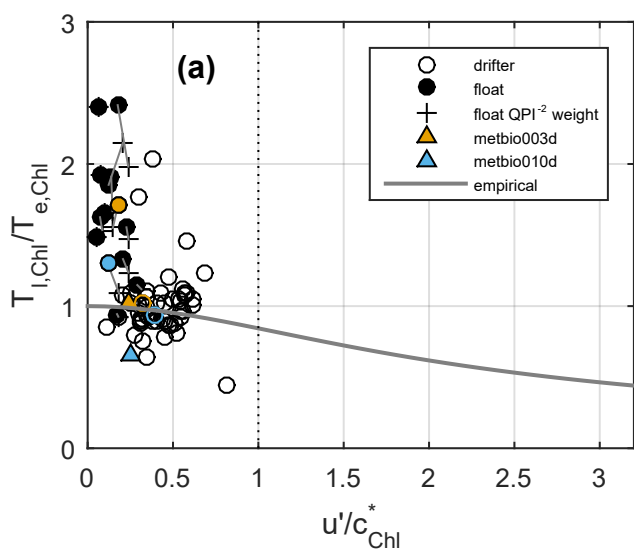 3
2
1
0
T_{l,Chl}/T_{e,Chl}
(a)
drifter
float
float QPI^{-2} weight
metbio003d
metbio010d
empirical
0 0.5 1 1.5 2 2.5 3
u'/c^{*}_{Chl}